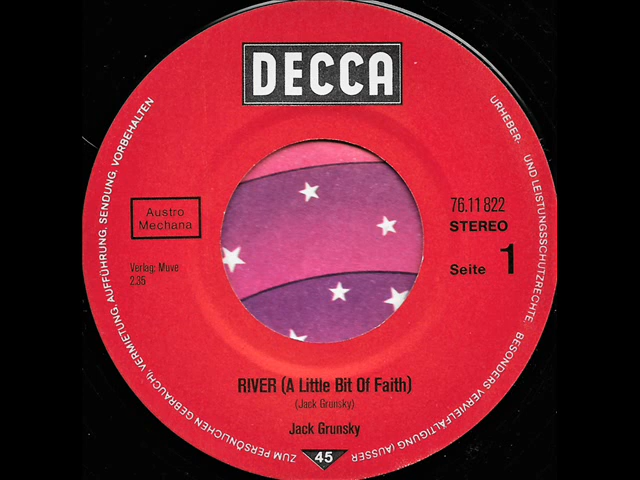 DECCA
Austro
Mechana
Verlag: Muve
2.35
76.11 822
STEREO
Seite 1
RIVER (A Little Bit Of Faith)
(Jack Grunsky)
Jack Grunsky
45
URHEBER- UND LEISTUNGSSCHUTZRECHTE, BESONDERS VERVIELFÄLTIGUNG (AUSSER ZUM PERSÖNLICHEN GEBRAUCH), VERMIETUNG, AUFFÜHRUNG, SENDUNG, VORBEHALTEN